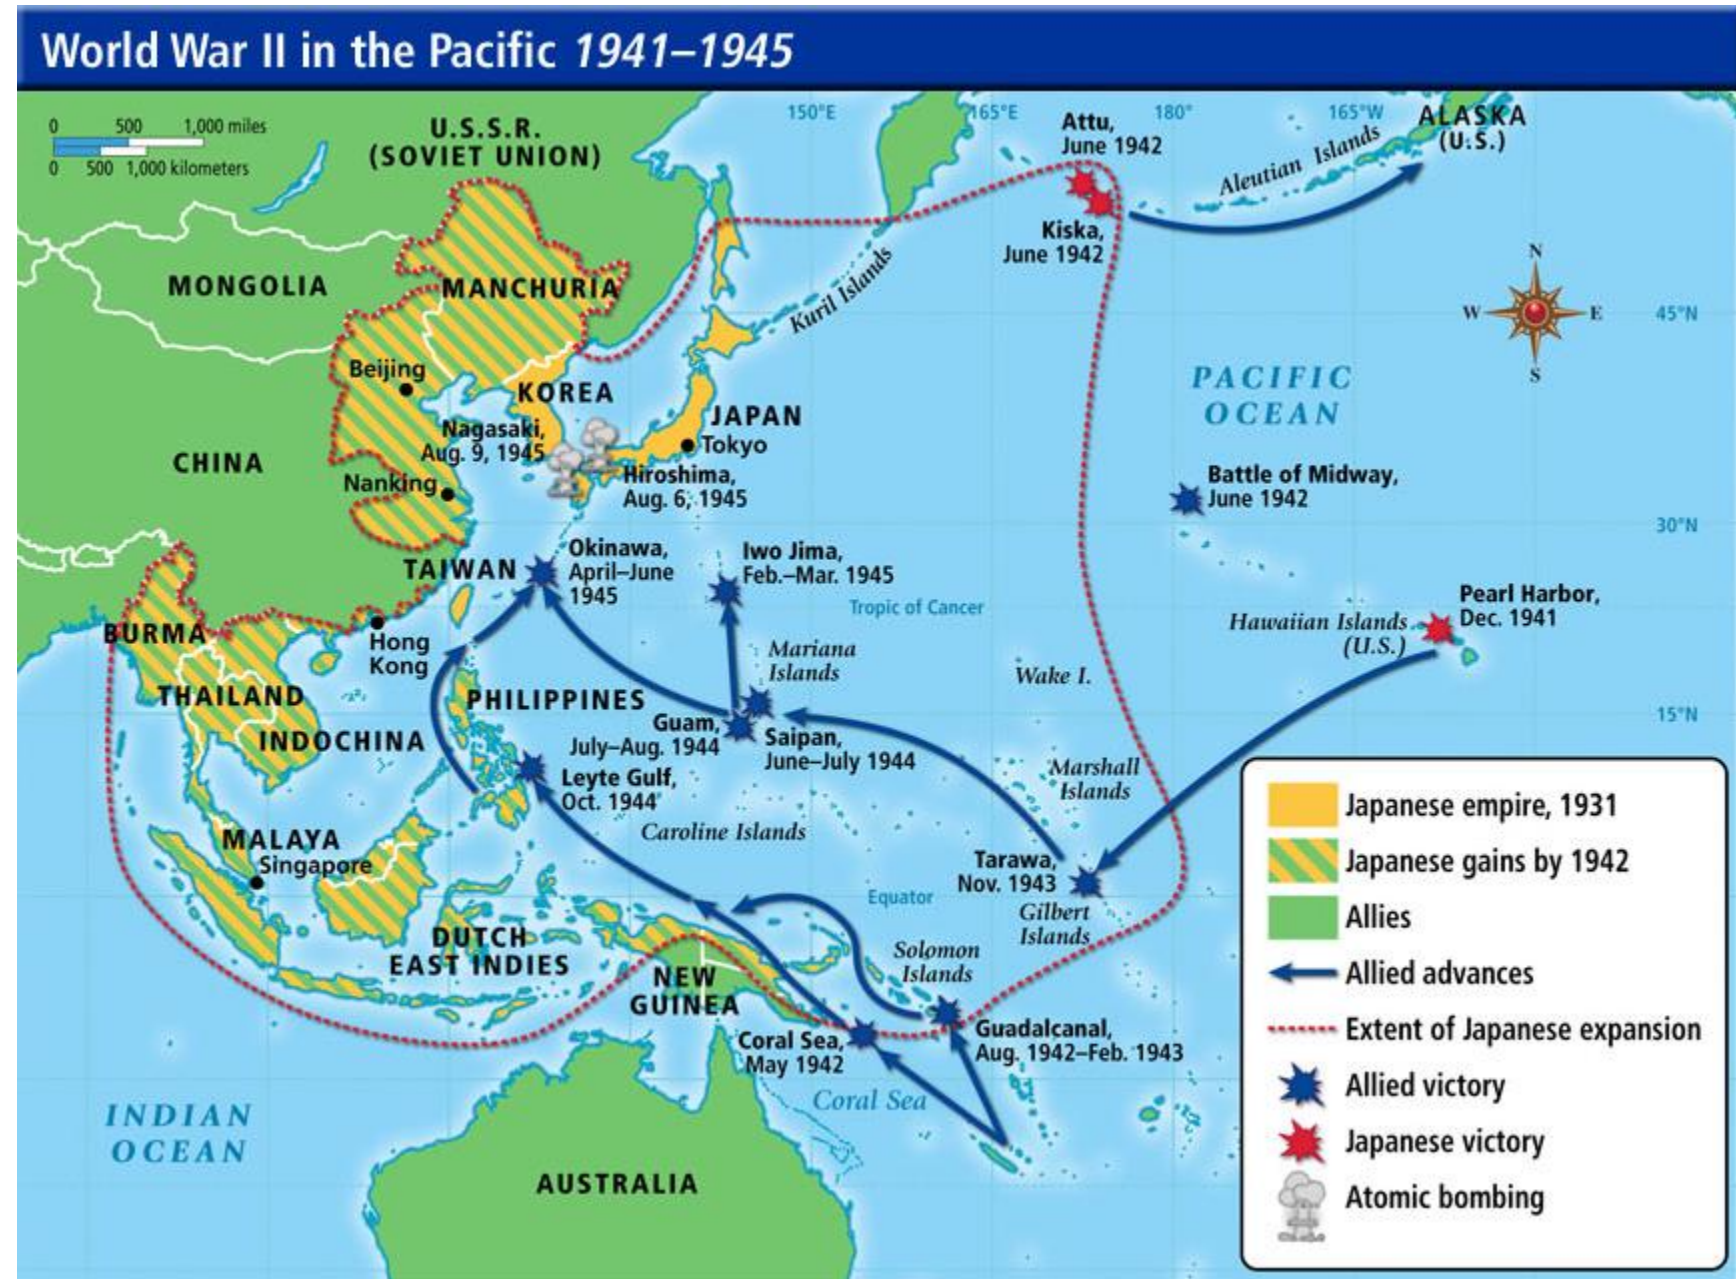 World War II in the Pacific 1941–1945
0 500 1,000 miles
0 500 1,000 kilometers
U.S.S.R.
(SOVIET UNION)
150°E
165°E
180°
165°W
ALASKA
(U.S.)
Attu,
June 1942
Aleutian Islands
Kiska,
June 1942
MONGOLIA
MANCHURIA
Kuril Islands
N
W
E
S
45°N
Beijing
KOREA
JAPAN
Tokyo
PACIFIC
OCEAN
Nagasaki,
Aug. 9, 1945
CHINA
Nanking
Hiroshima,
Aug. 6, 1945
Battle of Midway,
June 1942
30°N
TAIWAN
Okinawa,
April–June
1945
Iwo Jima,
Feb.–Mar. 1945
Tropic of Cancer
Pearl Harbor,
Dec. 1941
Hawaiian Islands
(U.S.)
BURMA
Hong
Kong
Mariana
Islands
Wake I.
THAILAND
PHILIPPINES
15°N
INDOCHINA
Guam,
July–Aug. 1944
Saipan,
June–July 1944
Leyte Gulf,
Oct. 1944
Marshall
Islands
Caroline Islands
MALAYA
Singapore
Tarawa,
Nov. 1943
Equator
Gilbert
Islands
DUTCH
EAST INDIES
NEW
GUINEA
Solomon
Islands
Coral Sea,
May 1942
Guadalcanal,
Aug. 1942–Feb. 1943
Coral Sea
INDIAN
OCEAN
AUSTRALIA
Japanese empire, 1931
Japanese gains by 1942
Allies
Allied advances
Extent of Japanese expansion
Allied victory
Japanese victory
Atomic bombing